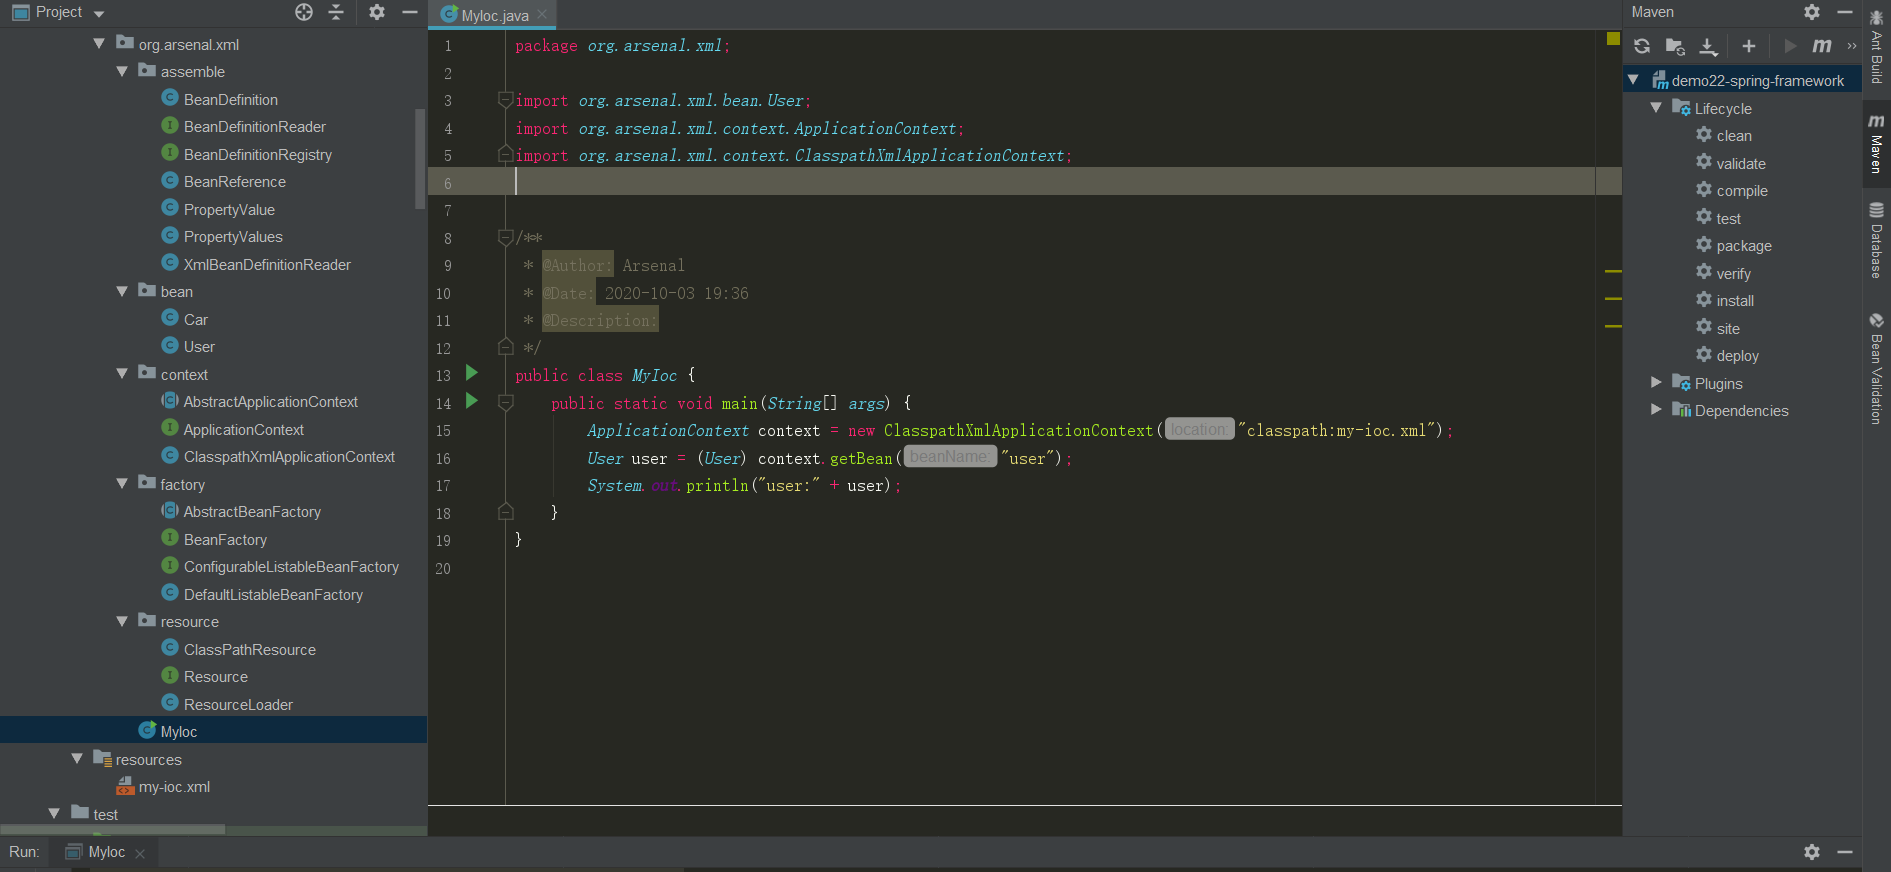 Project
org.arsenal.xml
assemble
BeanDefinition
BeanDefinitionReader
BeanDefinitionRegistry
BeanReference
PropertyValue
PropertyValues
XmlBeanDefinitionReader
bean
Car
User
context
AbstractApplicationContext
ApplicationContext
ClasspathXmlApplicationContext
factory
AbstractBeanFactory
BeanFactory
ConfigurableListableBeanFactory
DefaultListableBeanFactory
resource
ClassPathResource
Resource
ResourceLoader
MyIoc
resources
my-ioc.xml
test
MyIoc.java
1 package org.arsenal.xml;
2
3 import org.arsenal.xml.bean.User;
4 import org.arsenal.xml.context.ApplicationContext;
5 import org.arsenal.xml.context.ClasspathXmlApplicationContext;
6
7
8 /**
9 * @Author: Arsenal
10 * @Date: 2020-10-03 19:36
11 * @Description:
12 */
13 public class MyIoc {
14 public static void main(String[] args) {
15 ApplicationContext context = new ClasspathXmlApplicationContext( location: "classpath:my-ioc.xml");
16 User user = (User) context.getBean( beanName: "user");
17 System.out.println("user:" + user);
18 }
19 }
20
Maven
m »
demo22-spring-framework
Lifecycle
clean
validate
compile
test
package
verify
install
site
deploy
Plugins
Dependencies
Ant Build
m Maven
Database
Bean Validation
Run: MyIoc